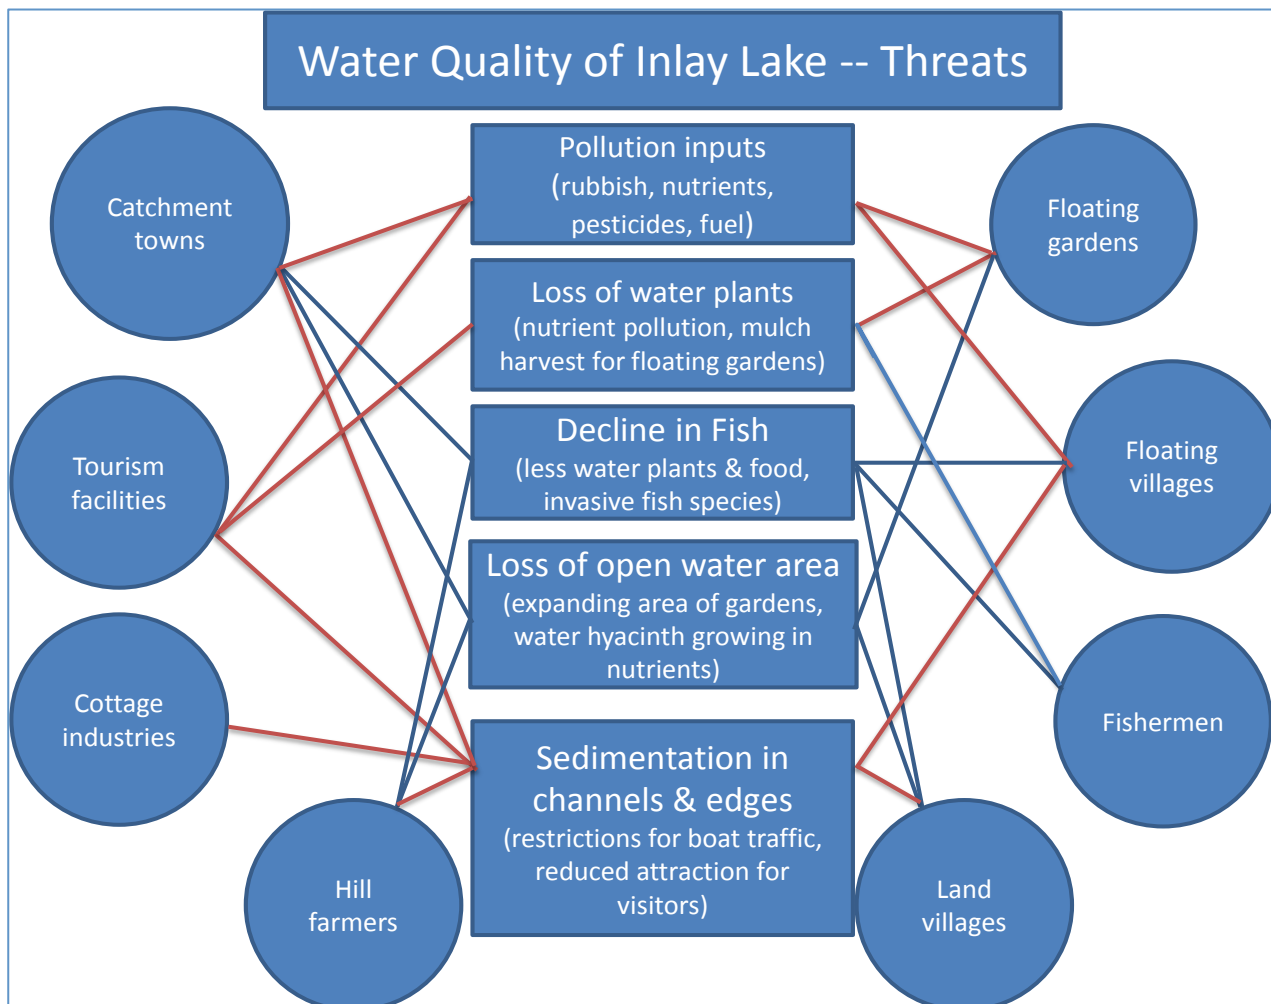 Water Quality of Inlay Lake -- Threats
Catchment
towns
Tourism
facilities
Cottage
industries
Hill
farmers
Pollution inputs
(rubbish, nutrients,
pesticides, fuel)
Loss of water plants
(nutrient pollution, mulch
harvest for floating gardens)
Decline in Fish
(less water plants & food,
invasive fish species)
Loss of open water area
(expanding area of gardens,
water hyacinth growing in
nutrients)
Sedimentation in
channels & edges
(restrictions for boat traffic,
reduced attraction for
visitors)
Floating
gardens
Floating
villages
Fishermen
Land
villages